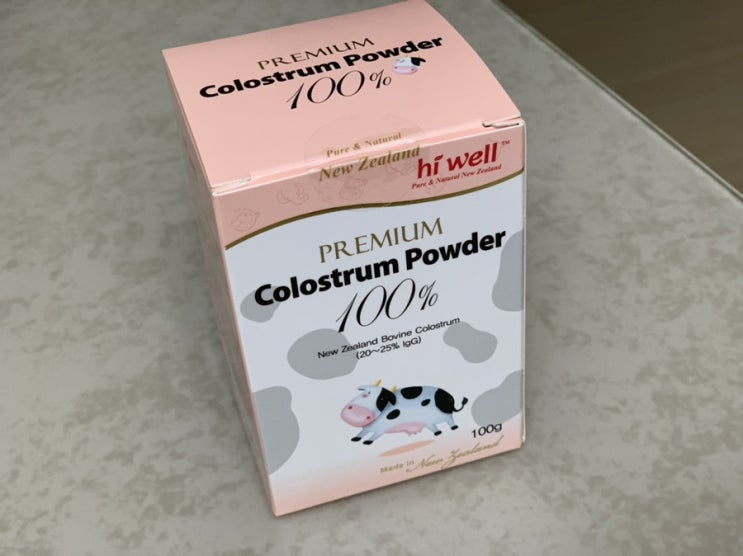 PREMIUM
Colostrum Powder
100%
Pure & Natural
New Zealand
hi well™
Pure & Natural New Zealand
PREMIUM
Colostrum Powder
100%
New Zealand Bovine Colostrum
(20~25% IgG)
100g
Made in New Zealand